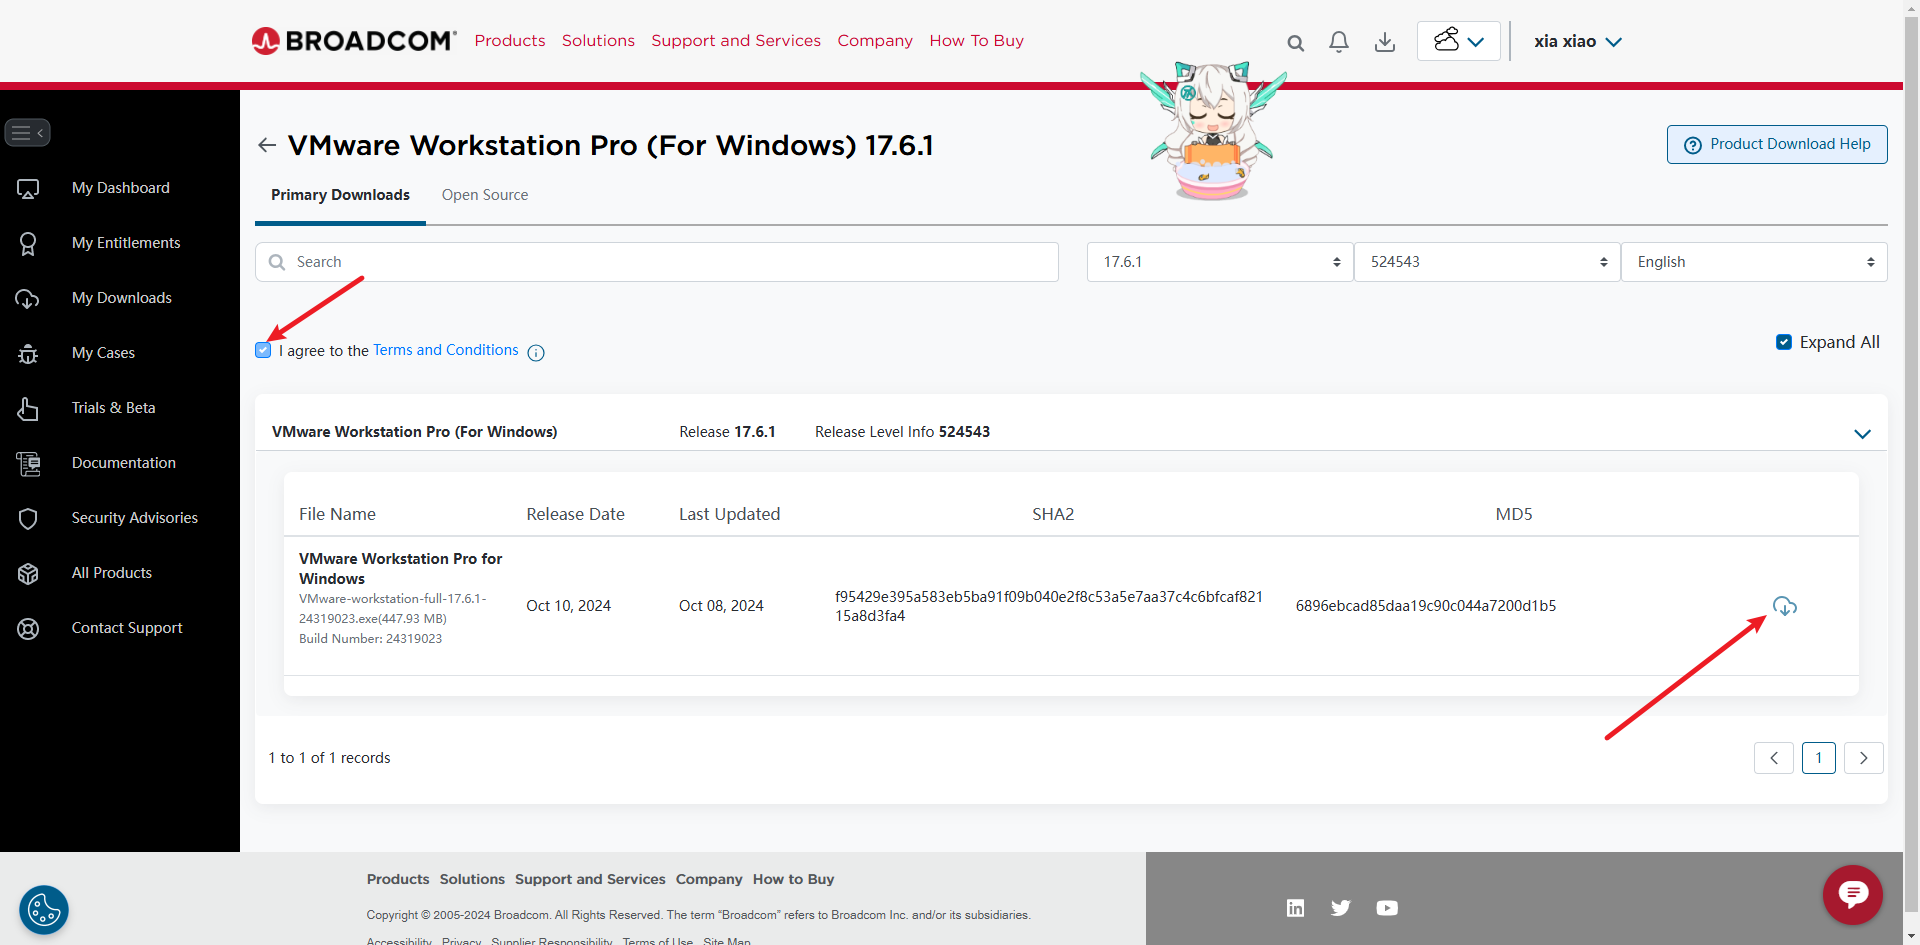 BROADCOM
Products Solutions Support and Services Company How To Buy
xia xiao
My Dashboard
My Entitlements
My Downloads
My Cases
Trials & Beta
Documentation
Security Advisories
All Products
Contact Support
VMware Workstation Pro (For Windows) 17.6.1
Product Download Help
Primary Downloads Open Source
Search
17.6.1
524543
English
I agree to the Terms and Conditions
Expand All
VMware Workstation Pro (For Windows) Release 17.6.1 Release Level Info 524543
File Name Release Date Last Updated SHA2 MD5
VMware Workstation Pro for
Windows
VMware-workstation-full-17.6.1-
24319023.exe(447.93 MB)
Build Number: 24319023
Oct 10, 2024
Oct 08, 2024
f95429e395a583eb5ba91f09b040e2f8c53a5e7aa37c4c6bfcaf821
15a8d3fa4
6896ebcad85daa19c90c044a7200d1b5
1 to 1 of 1 records
1
Products Solutions Support and Services Company How to Buy
Copyright © 2005-2024 Broadcom. All Rights Reserved. The term “Broadcom” refers to Broadcom Inc. and/or its subsidiaries.
Accessibility Privacy Supplier Responsibility Terms of Use Site Map